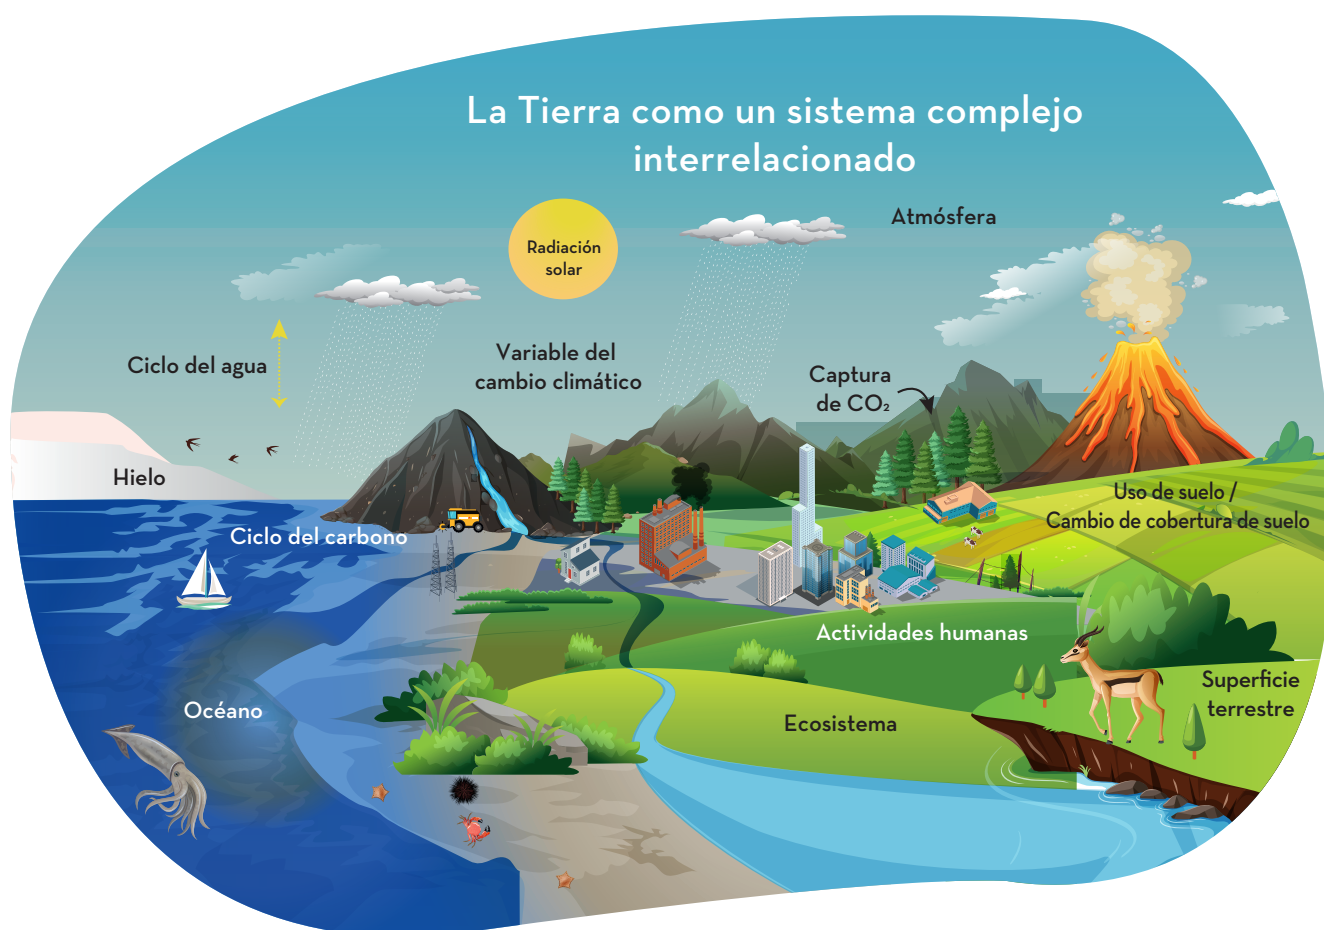 La Tierra como un sistema complejo
interrelacionado
Atmósfera
Radiación
solar
Ciclo del agua
Variable del
cambio climático
Captura
de CO₂
Hielo
Uso de suelo /
Cambio de cobertura de suelo
Ciclo del carbono
Actividades humanas
Superficie
terrestre
Océano
Ecosistema